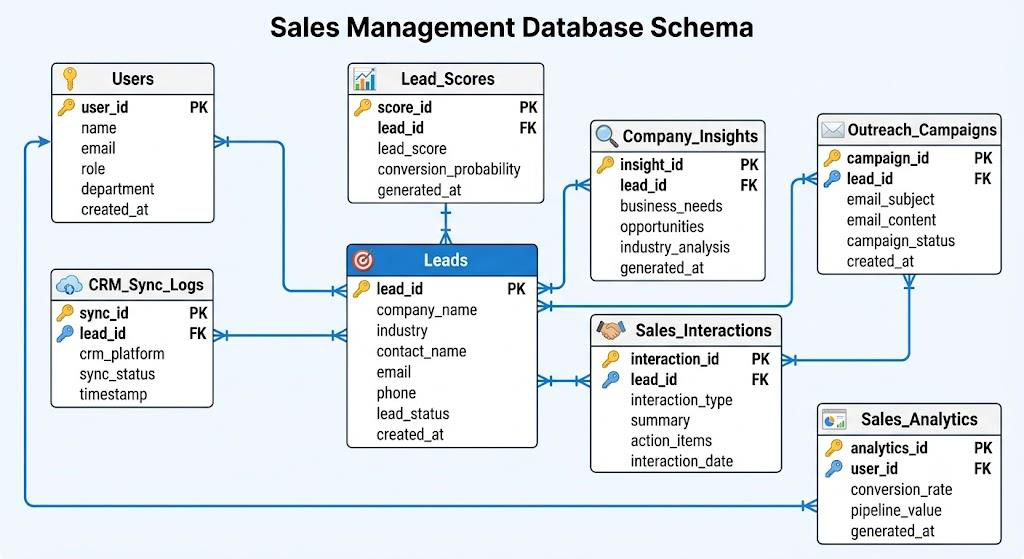 Sales Management Database Schema
Users
user_id PK
name
email
role
department
created_at
Lead_Scores
score_id PK
lead_id FK
lead_score
conversion_probability
generated_at
Company_Insights
insight_id PK
lead_id FK
business_needs
opportunities
industry_analysis
generated_at
Outreach_Campaigns
campaign_id PK
lead_id FK
email_subject
email_content
campaign_status
created_at
CRM_Sync_Logs
sync_id PK
lead_id FK
crm_platform
sync_status
timestamp
Leads
lead_id PK
company_name
industry
contact_name
email
phone
lead_status
created_at
Sales_Interactions
interaction_id PK
lead_id FK
interaction_type
summary
action_items
interaction_date
Sales_Analytics
analytics_id PK
user_id FK
conversion_rate
pipeline_value
generated_at